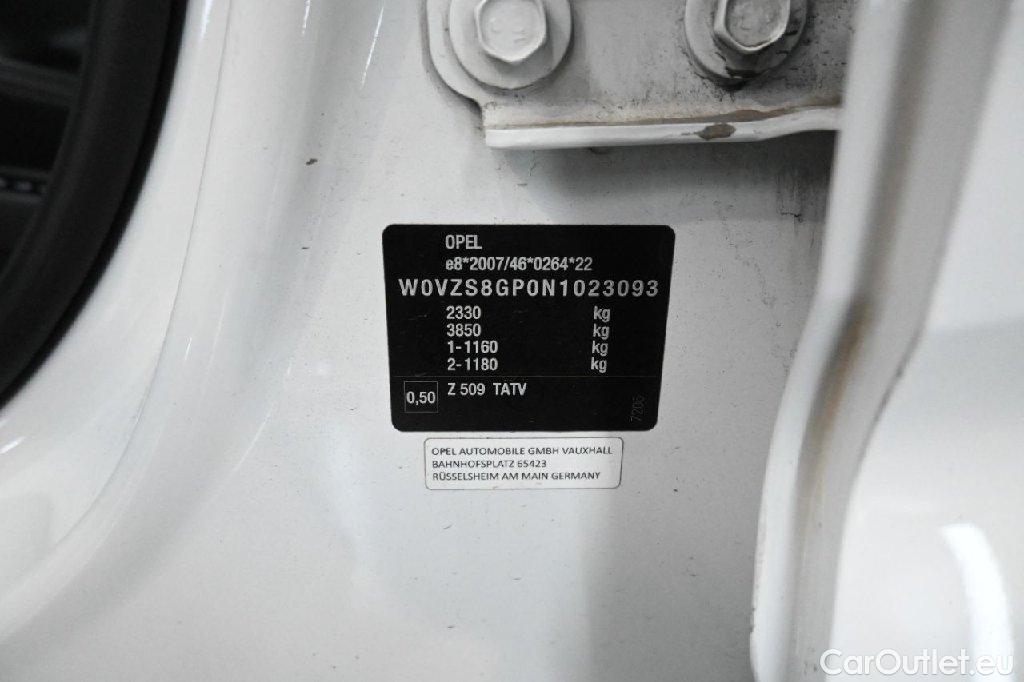 OPEL
e8*2007/46*0264*22
W0VZS8GP0N1023093
2330 kg
3850 kg
1-1160 kg
2-1180 kg
0,50 Z 509 TATV
7206
OPEL AUTOMOBILE GMBH VAUXHALL
BAHNHOFSPLATZ 65423
RÜSSELSHEIM AM MAIN GERMANY
CarOutlet.eu